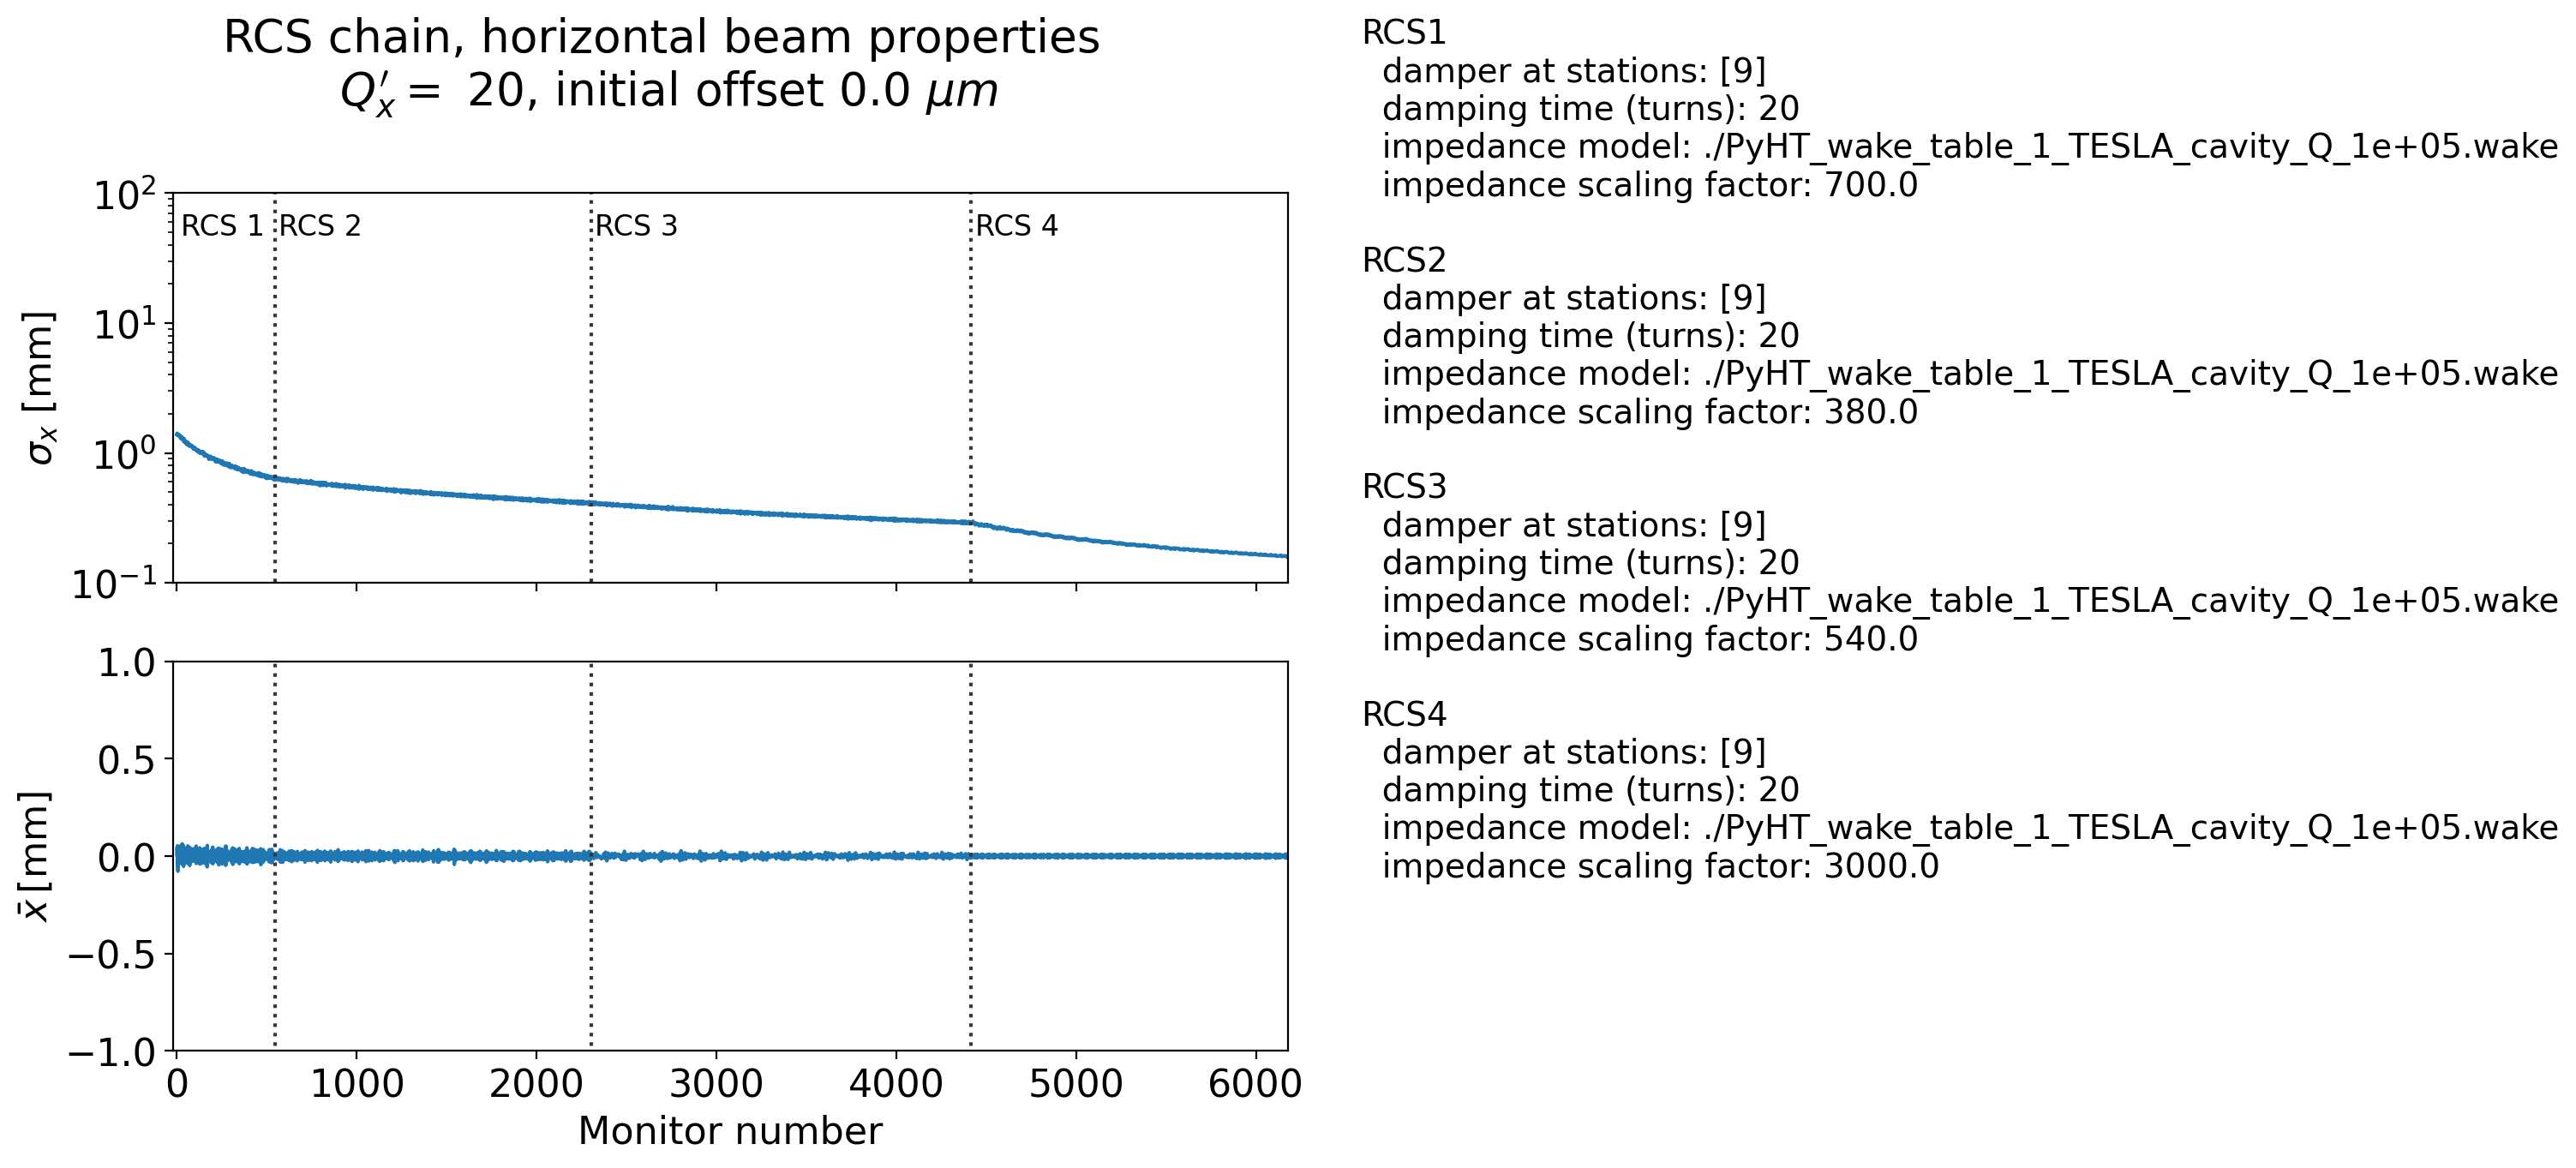 RCS chain, horizontal beam properties
Q′x = 20, initial offset 0.0 μm
10²
10¹
10⁰
10⁻¹
σx [mm]
RCS 1
RCS 2
RCS 3
RCS 4
1.0
0.5
0.0
−0.5
−1.0
x̄ [mm]
0 1000 2000 3000 4000 5000 6000
Monitor number
RCS1
damper at stations: [9]
damping time (turns): 20
impedance model: ./PyHT_wake_table_1_TESLA_cavity_Q_1e+05.wake
impedance scaling factor: 700.0
RCS2
damper at stations: [9]
damping time (turns): 20
impedance model: ./PyHT_wake_table_1_TESLA_cavity_Q_1e+05.wake
impedance scaling factor: 380.0
RCS3
damper at stations: [9]
damping time (turns): 20
impedance model: ./PyHT_wake_table_1_TESLA_cavity_Q_1e+05.wake
impedance scaling factor: 540.0
RCS4
damper at stations: [9]
damping time (turns): 20
impedance model: ./PyHT_wake_table_1_TESLA_cavity_Q_1e+05.wake
impedance scaling factor: 3000.0